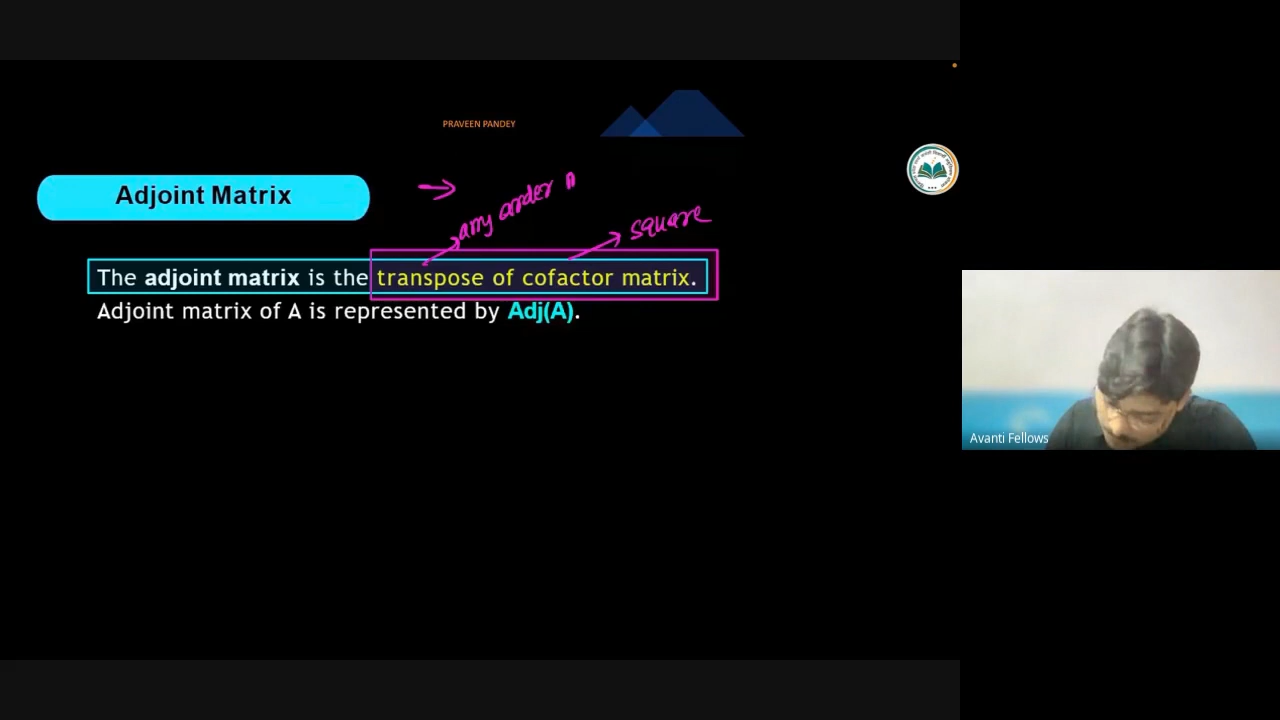 PRAVEEN PANDEY
Adjoint Matrix
any order
square
The adjoint matrix is the transpose of cofactor matrix.
Adjoint matrix of A is represented by Adj(A).
Avanti Fellows